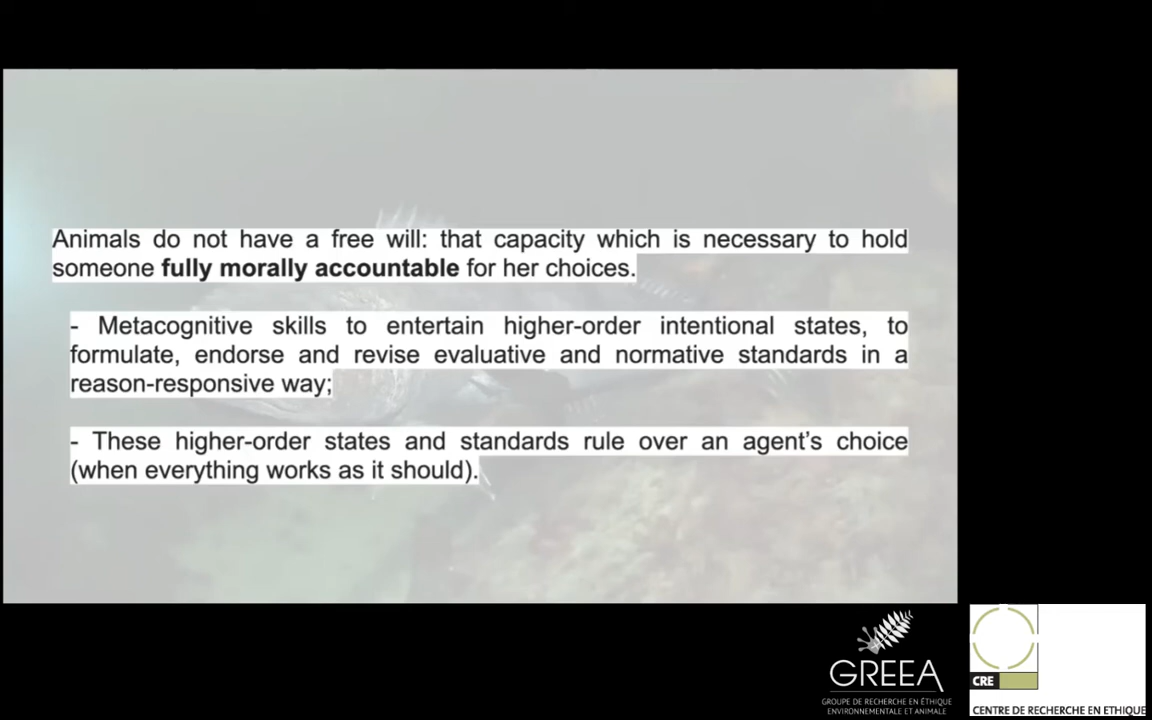 Animals do not have a free will: that capacity which is necessary to hold
someone fully morally accountable for her choices.
- Metacognitive skills to entertain higher-order intentional states, to
formulate, endorse and revise evaluative and normative standards in a
reason-responsive way;
- These higher-order states and standards rule over an agent's choice
(when everything works as it should).
GREEA
GROUPE DE RECHERCHE EN ÉTHIQUE
ENVIRONNEMENTALE ET ANIMALE
CRE
CENTRE DE RECHERCHE EN ETHIQUE